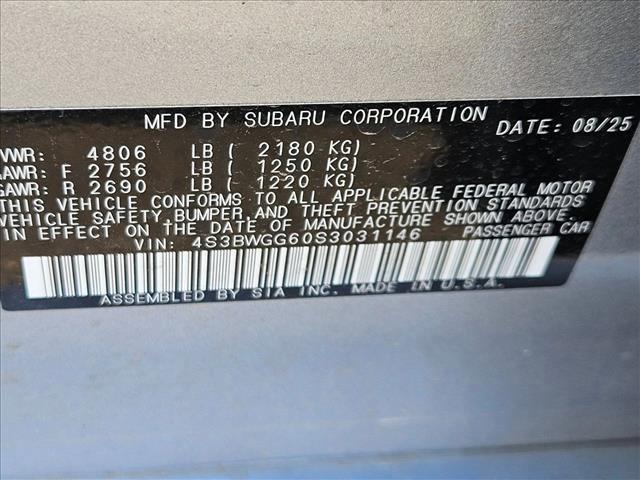 MFD BY SUBARU CORPORATION DATE: 08/25
VWR: 4806 LB ( 2180 KG)
AWR: F 2756 LB ( 1250 KG)
GAWR: R 2690 LB ( 1220 KG)
THIS VEHICLE CONFORMS TO ALL APPLICABLE FEDERAL MOTOR
VEHICLE SAFETY, BUMPER, AND THEFT PREVENTION STANDARDS
IN EFFECT ON THE DATE OF MANUFACTURE SHOWN ABOVE.
VIN: 4S3BWGG60S3031146 PASSENGER CAR
ASSEMBLED BY SIA INC. MADE IN U.S.A.